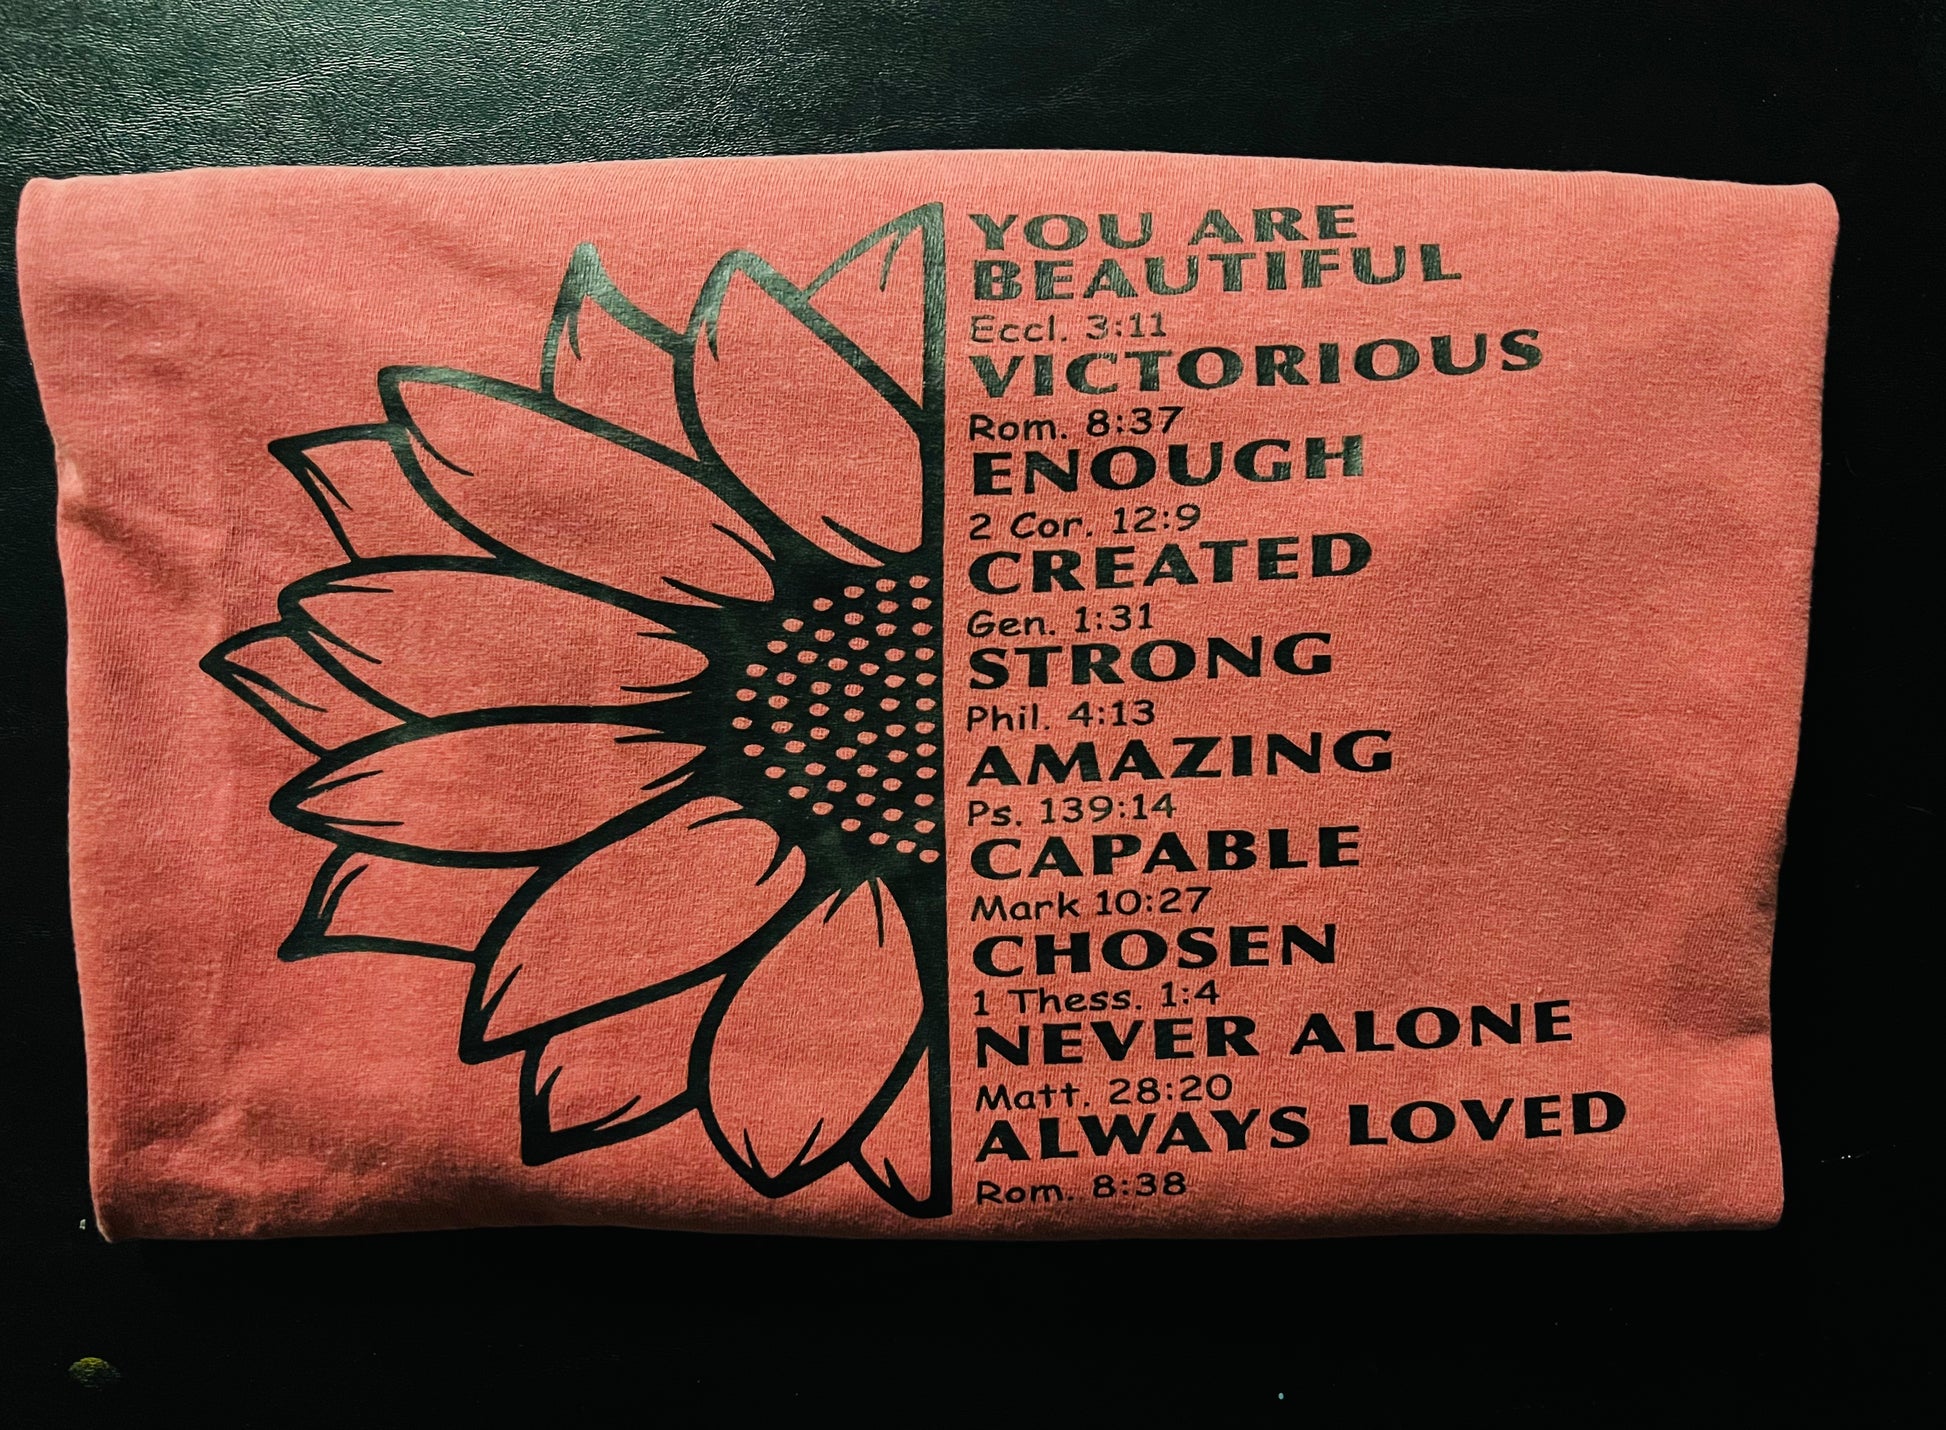 YOU ARE
BEAUTIFUL
Eccl. 3:11
VICTORIOUS
Rom. 8:37
ENOUGH
2 Cor. 12:9
CREATED
Gen. 1:31
STRONG
Phil. 4:13
AMAZING
Ps. 139:14
CAPABLE
Mark 10:27
CHOSEN
1 Thess. 1:4
NEVER ALONE
Matt. 28:20
ALWAYS LOVED
Rom. 8:38